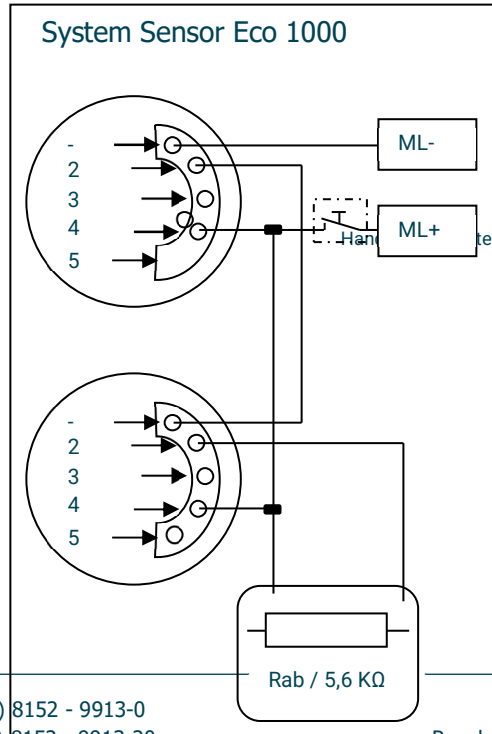 System Sensor Eco 1000
-
ML-
2
3
4
ML+
5
-
2
3
4
5
Rab / 5,6 KΩ
) 8152 - 9913-0